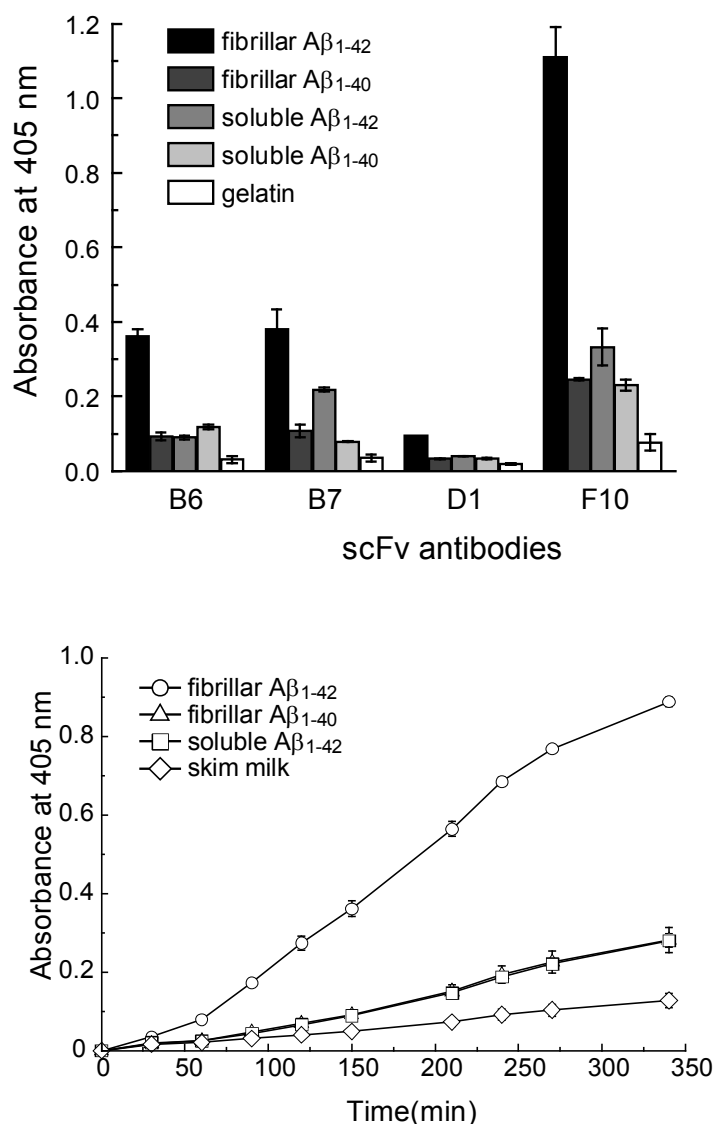 1.2
1.0
0.8
0.6
0.4
0.2
0.0
Absorbance at 405 nm
fibrillar Aβ1-42
fibrillar Aβ1-40
soluble Aβ1-42
soluble Aβ1-40
gelatin
B6 B7 D1 F10
scFv antibodies
1.0
0.8
0.6
0.4
0.2
0
Absorbance at 405 nm
fibrillar Aβ1-42
fibrillar Aβ1-40
soluble Aβ1-42
skim milk
0 50 100 150 200 250 300 350
Time(min)